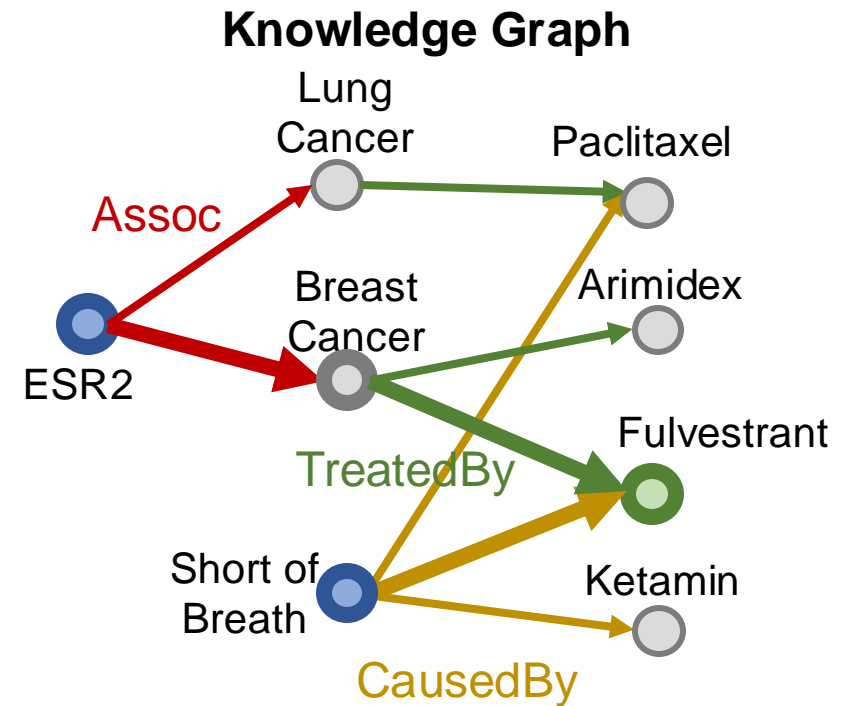 Knowledge Graph
Lung
Cancer
Paclitaxel
Assoc
Breast
Cancer
Arimidex
ESR2
Fulvestrant
TreatedBy
Short of
Breath
Ketamin
CausedBy